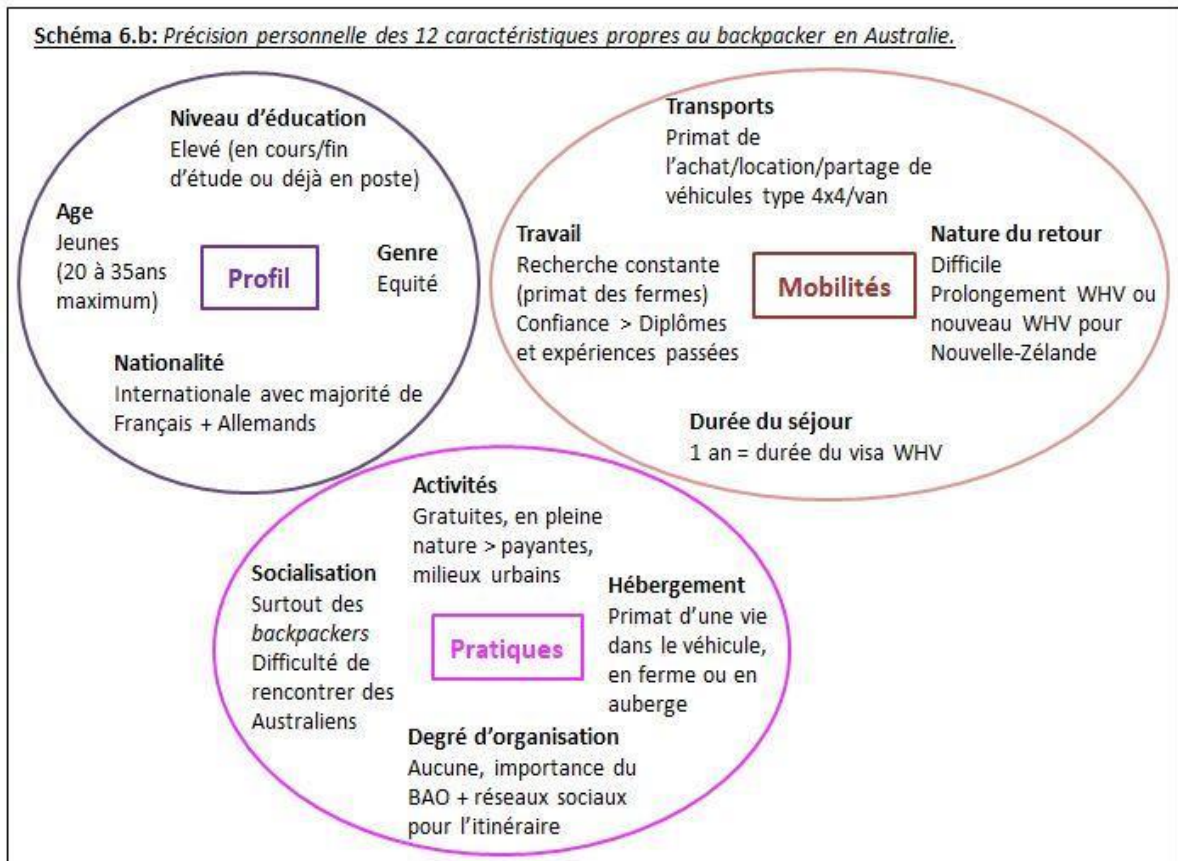 Schéma 6.b: Précision personnelle des 12 caractéristiques propres au backpacker en Australie.
Niveau d'éducation
Elevé (en cours/fin
d'étude ou déjà en poste)
Age
Jeunes
(20 à 35ans
maximum)
Profil
Genre
Equité
Nationalité
Internationale avec majorité de
Français + Allemands
Transports
Primat de
l'achat/location/partage de
véhicules type 4x4/van
Travail
Recherche constante
(primat des fermes)
Confiance > Diplômes
et expériences passées
Mobilités
Nature du retour
Difficile
Prolongement WHV ou
nouveau WHV pour
Nouvelle-Zélande
Durée du séjour
1 an = durée du visa WHV
Activités
Gratuites, en pleine
nature > payantes,
milieux urbains
Socialisation
Surtout des
backpackers
Difficulté de
rencontrer des
Australiens
Pratiques
Hébergement
Primat d'une vie
dans le véhicule,
en ferme ou en
auberge
Degré d'organisation
Aucune, importance du
BAO + réseaux sociaux
pour l'itinéraire